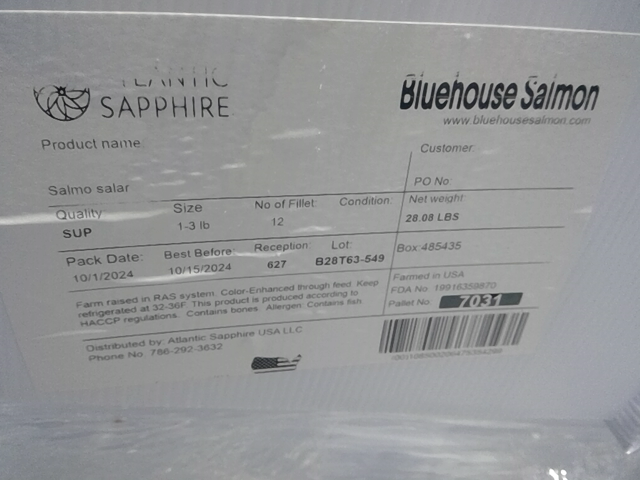 ATLANTIC
SAPPHIRE
Bluehouse Salmon
www.bluehousesalmon.com
Product name:
Customer:
Salmo salar
PO No:
Quality
Size
No of Fillet:
Condition:
Net weight:
SUP
1-3 lb
12
28.08 LBS
Pack Date:
Best Before:
Reception:
Lot:
Box: 485435
10/1/2024
10/15/2024
627
B28T63-549
Farm raised in RAS system. Color-Enhanced through feed. Keep
refrigerated at 32-36F. This product is produced according to
HACCP regulations. Contains bones. Allergen: Contains fish.
Farmed in USA
FDA No: 19916359870
Pallet No: 7031
Distributed by: Atlantic Sapphire USA LLC
Phone No: 786-292-3632